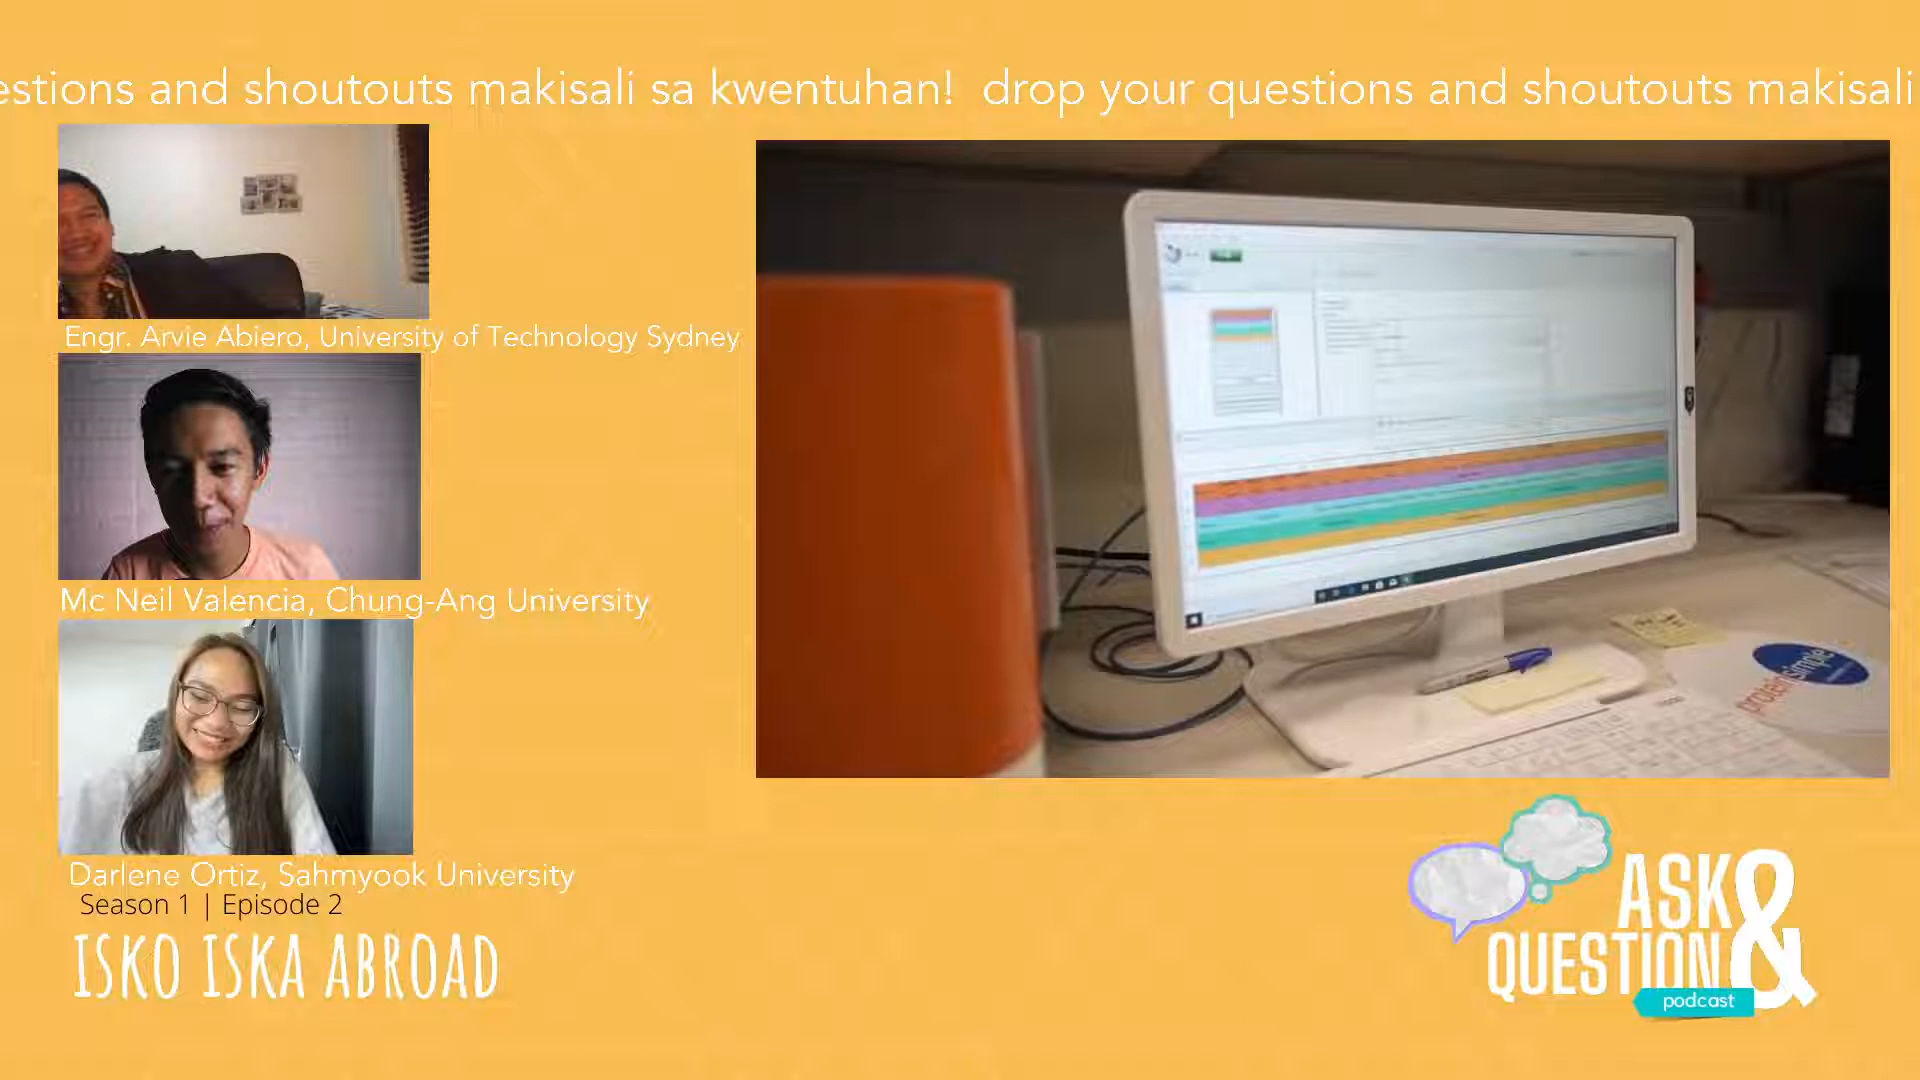 estions and shoutouts makisali sa kwentuhan! drop your questions and shoutouts makisali
Engr. Arvie Abiero, University of Technology Sydney
Mc Neil Valencia, Chung-Ang University
Darlene Ortiz, Sahmyook University
Season 1 | Episode 2
ISKO ISKA ABROAD
proteinsimple
ASK &
QUESTION
podcast